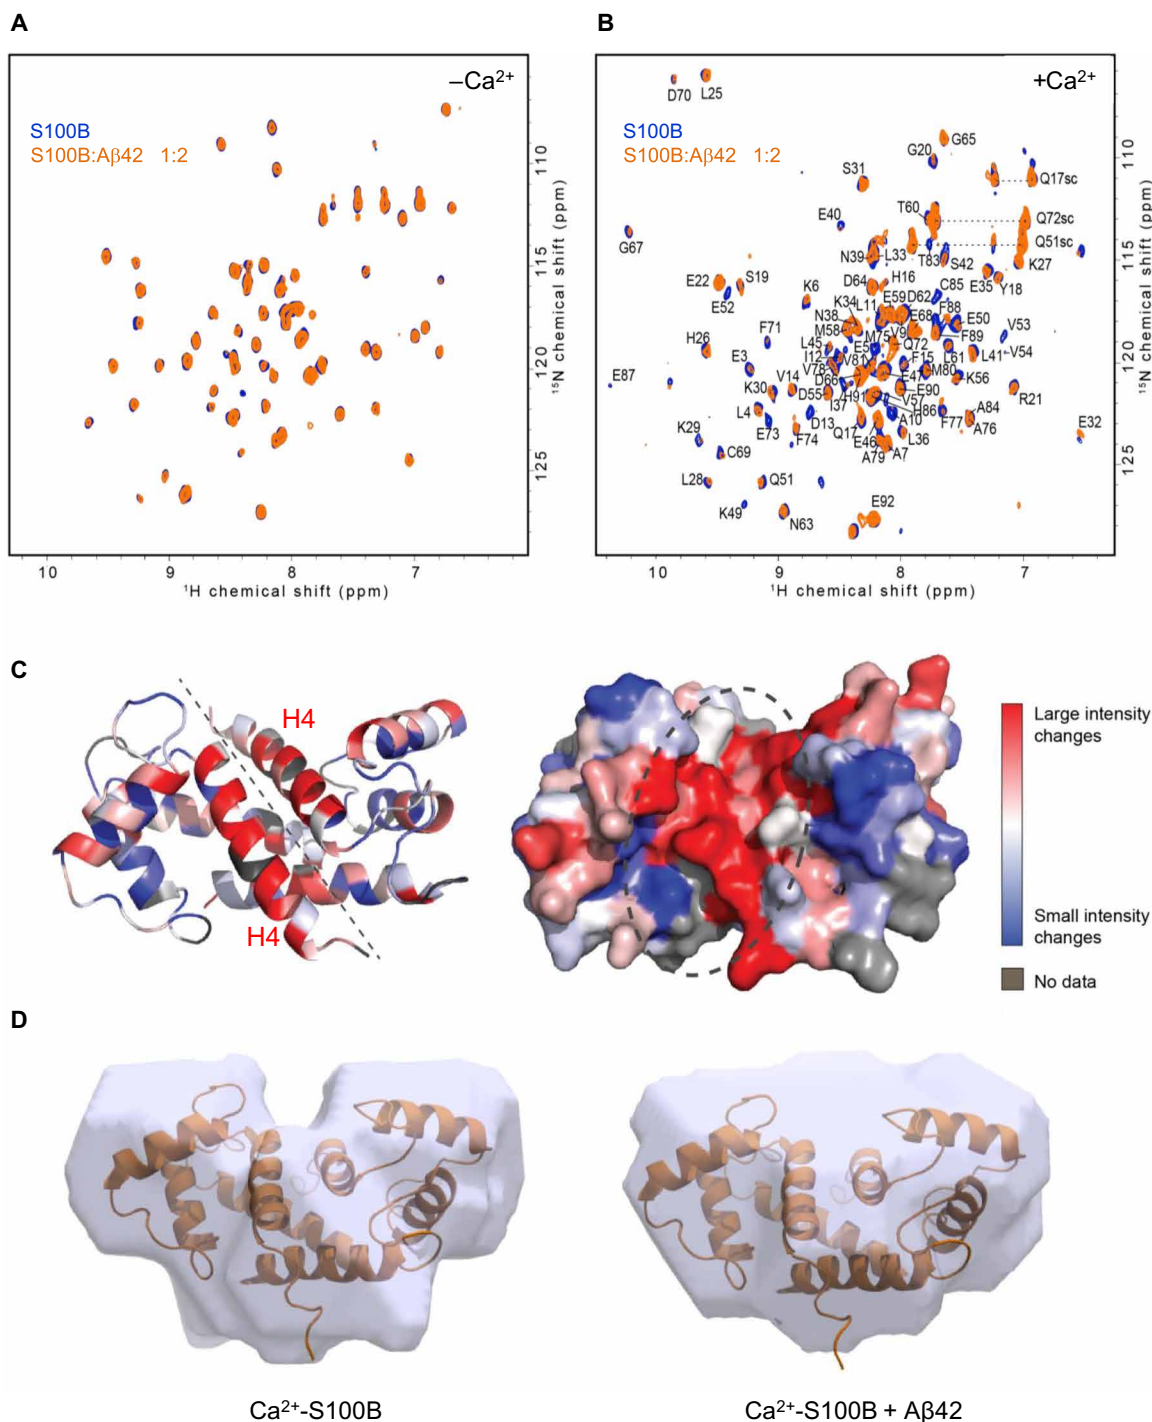 A
B
–Ca²⁺
S100B
S100B:Aβ42 1:2
110
115
120
125
¹⁵N chemical shift (ppm)
10 9 8 7
¹H chemical shift (ppm)
+Ca²⁺
S100B
S100B:Aβ42 1:2
D70 L25
G65
G20
S31
Q17sc
E40
T60
Q72sc
G67
Q51sc
N39 L33 T83 S42 K27
E22 S19
D64 H16 E35 Y18
E52
K6
K34 L11 E59 D62 C85
N38 E68 F88 E50
M58 M75 V9 F89 V53
F71
H26 L45 E5 Q72
I12 V81 F15 L61 L41 V54
E3 V78 M80
E87 V14 D66 E47 K56
K30 D55 H91 E90 R21
I37 V57
L4 H86 A84
D13 A10 F77 A76
E73 F74 Q17
K29 E46 L36 E32
C69 A79 A7
L28 Q51
K49 N63 E92
110
115
120
125
¹⁵N chemical shift (ppm)
10 9 8 7
¹H chemical shift (ppm)
C
H4
H4
Large intensity
changes
Small intensity
changes
No data
D
Ca²⁺-S100B
Ca²⁺-S100B + Aβ42